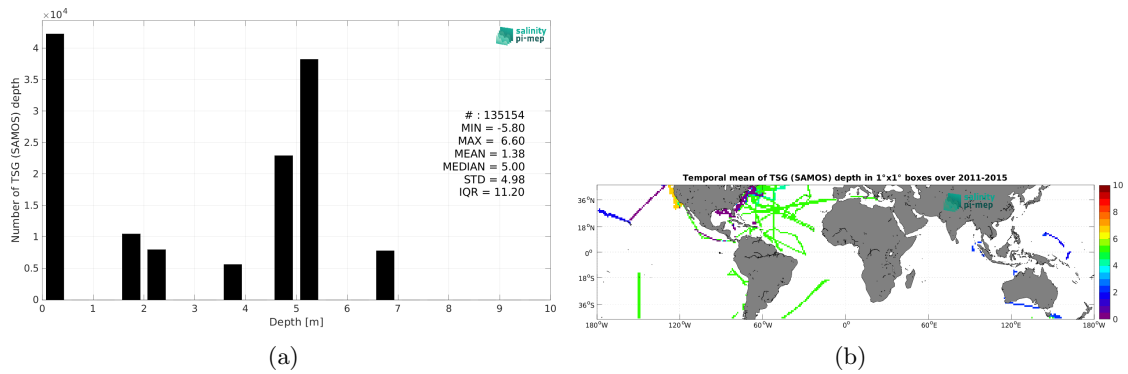 ×10⁴
4
3.5
3
2.5
2
1.5
1
0.5
0
Number of TSG (SAMOS) depth
salinity
pi-mep
# : 135154
MIN = -5.80
MAX = 6.60
MEAN = 1.38
MEDIAN = 5.00
STD = 4.98
IQR = 11.20
0 1 2 3 4 5 6 7 8 9 10
Depth [m]
(a)
Temporal mean of TSG (SAMOS) depth in 1°x1° boxes over 2011-2015
salinity
pi-mep
36°N
18°N
0°
18°S
36°S
180°W 120°W 60°W 0° 60°E 120°E 180°W
10
8
6
4
2
0
(b)